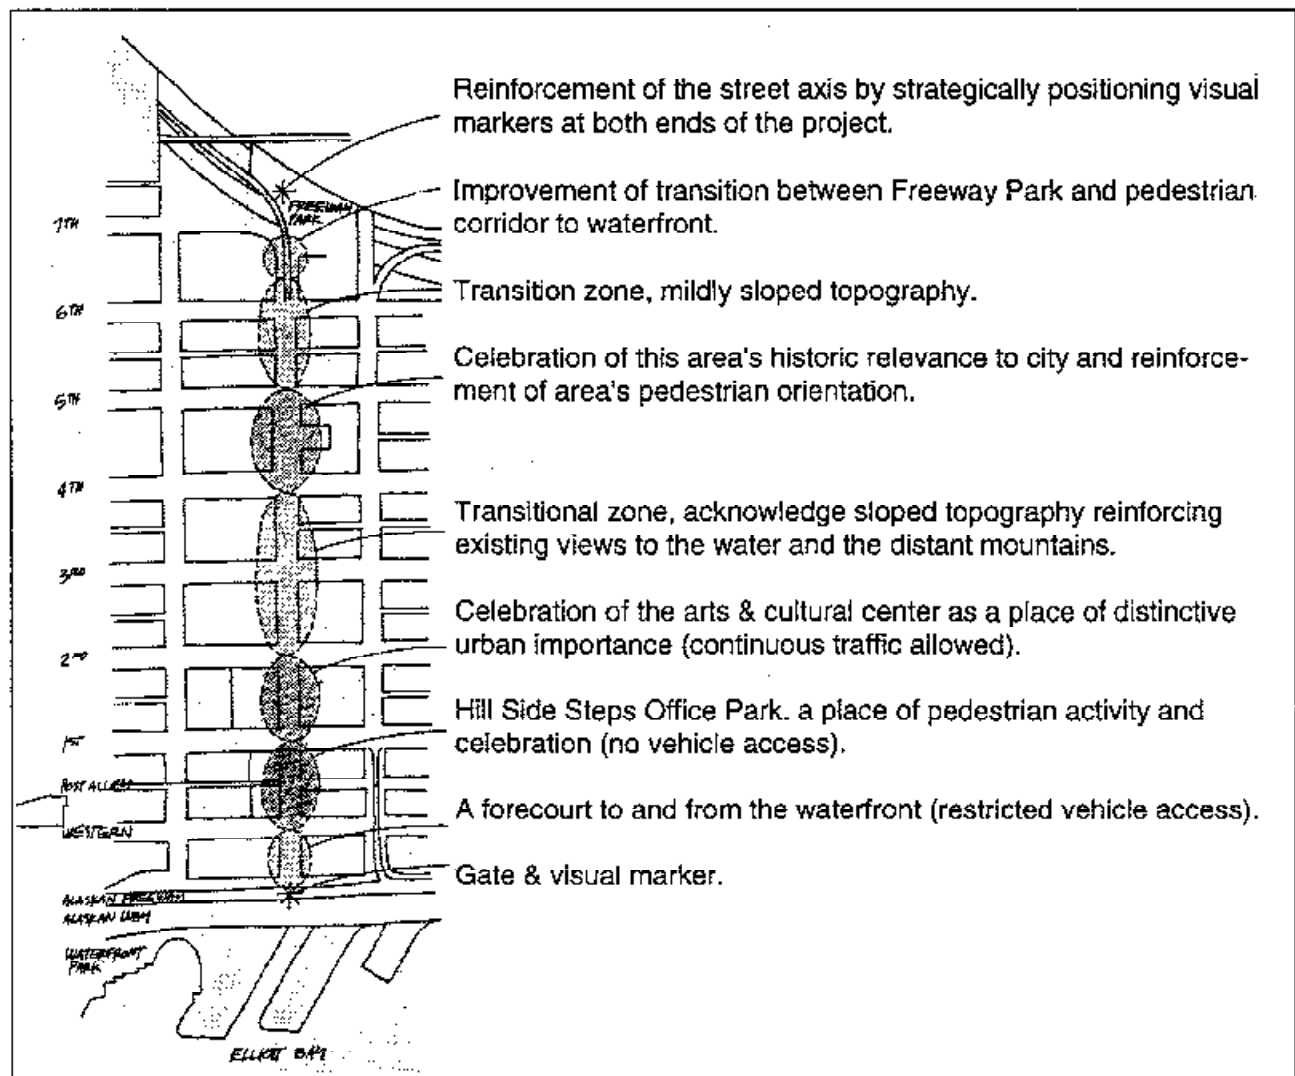 Reinforcement of the street axis by strategically positioning visual
markers at both ends of the project.
Improvement of transition between Freeway Park and pedestrian
corridor to waterfront.
Transition zone, mildly sloped topography.
Celebration of this area's historic relevance to city and reinforce-
ment of area's pedestrian orientation.
Transitional zone, acknowledge sloped topography reinforcing
existing views to the water and the distant mountains.
Celebration of the arts & cultural center as a place of distinctive
urban importance (continuous traffic allowed).
Hill Side Steps Office Park. a place of pedestrian activity and
celebration (no vehicle access).
A forecourt to and from the waterfront (restricted vehicle access).
Gate & visual marker.
FREEWAY
PARK
7TH
6TH
5TH
4TH
3RD
2ND
1ST
POST ALLEY
WESTERN
ALASKAN FREEWAY
ALASKAN WAY
WATERFRONT
PARK
ELLIOTT BAY